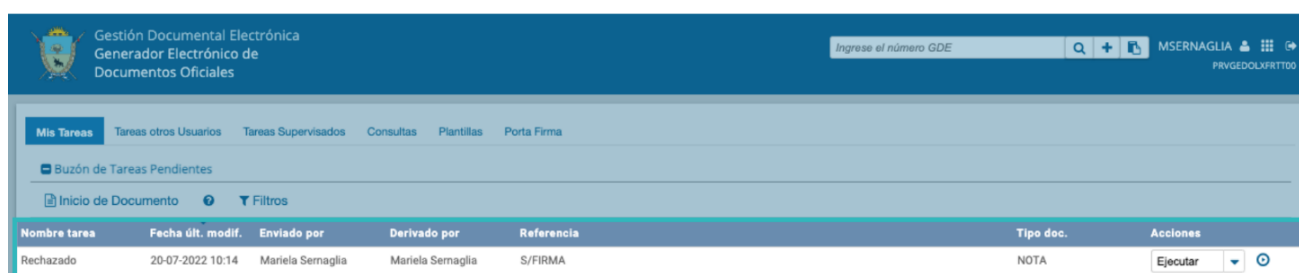 Gestión Documental Electrónica
Generador Electrónico de
Documentos Oficiales
Ingrese el número GDE
MSERNAGLIA
PRVGEDOLXFRTT00
Mis Tareas Tareas otros Usuarios Tareas Supervisados Consultas Plantillas Porta Firma
Buzón de Tareas Pendientes
Inicio de Documento ? Filtros
Nombre tarea Fecha últ. modif. Enviado por Derivado por Referencia Tipo doc. Acciones
Rechazado 20-07-2022 10:14 Mariela Sernaglia Mariela Sernaglia S/FIRMA NOTA Ejecutar